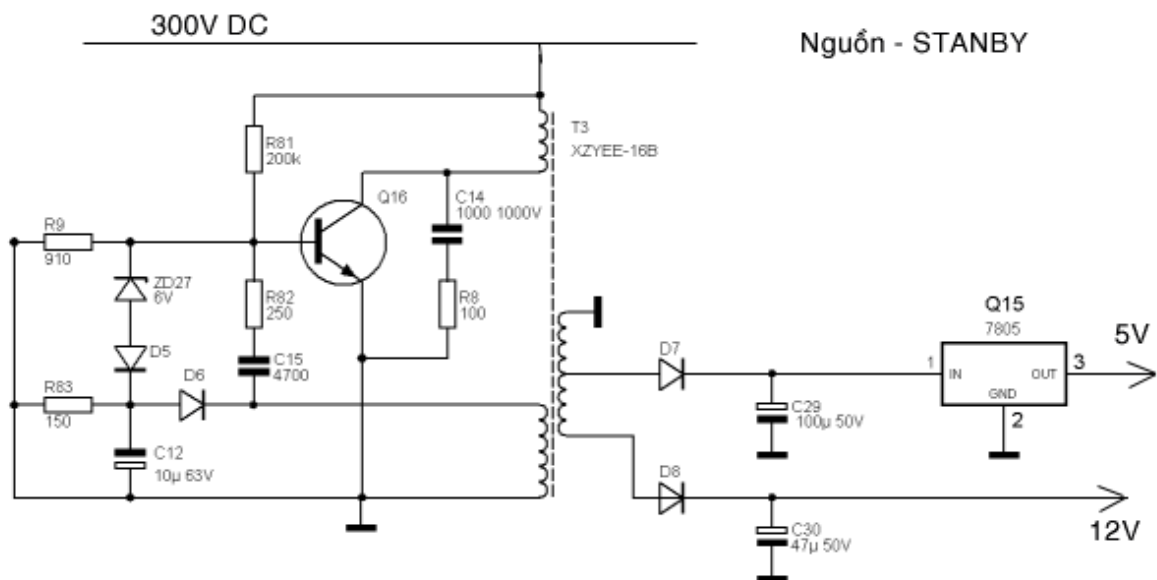 300V DC
Nguồn - STANBY
T3
XZYEE-16B
R81
200k
Q16
C14
1000 1000V
R9
910
ZD27
6V
R82
250
R8
100
Q15
7805
5V
D5
C15
4700
D7
1
IN
OUT
3
GND
2
R83
150
D6
C29
100µ 50V
C12
10µ 63V
D8
12V
C30
47µ 50V